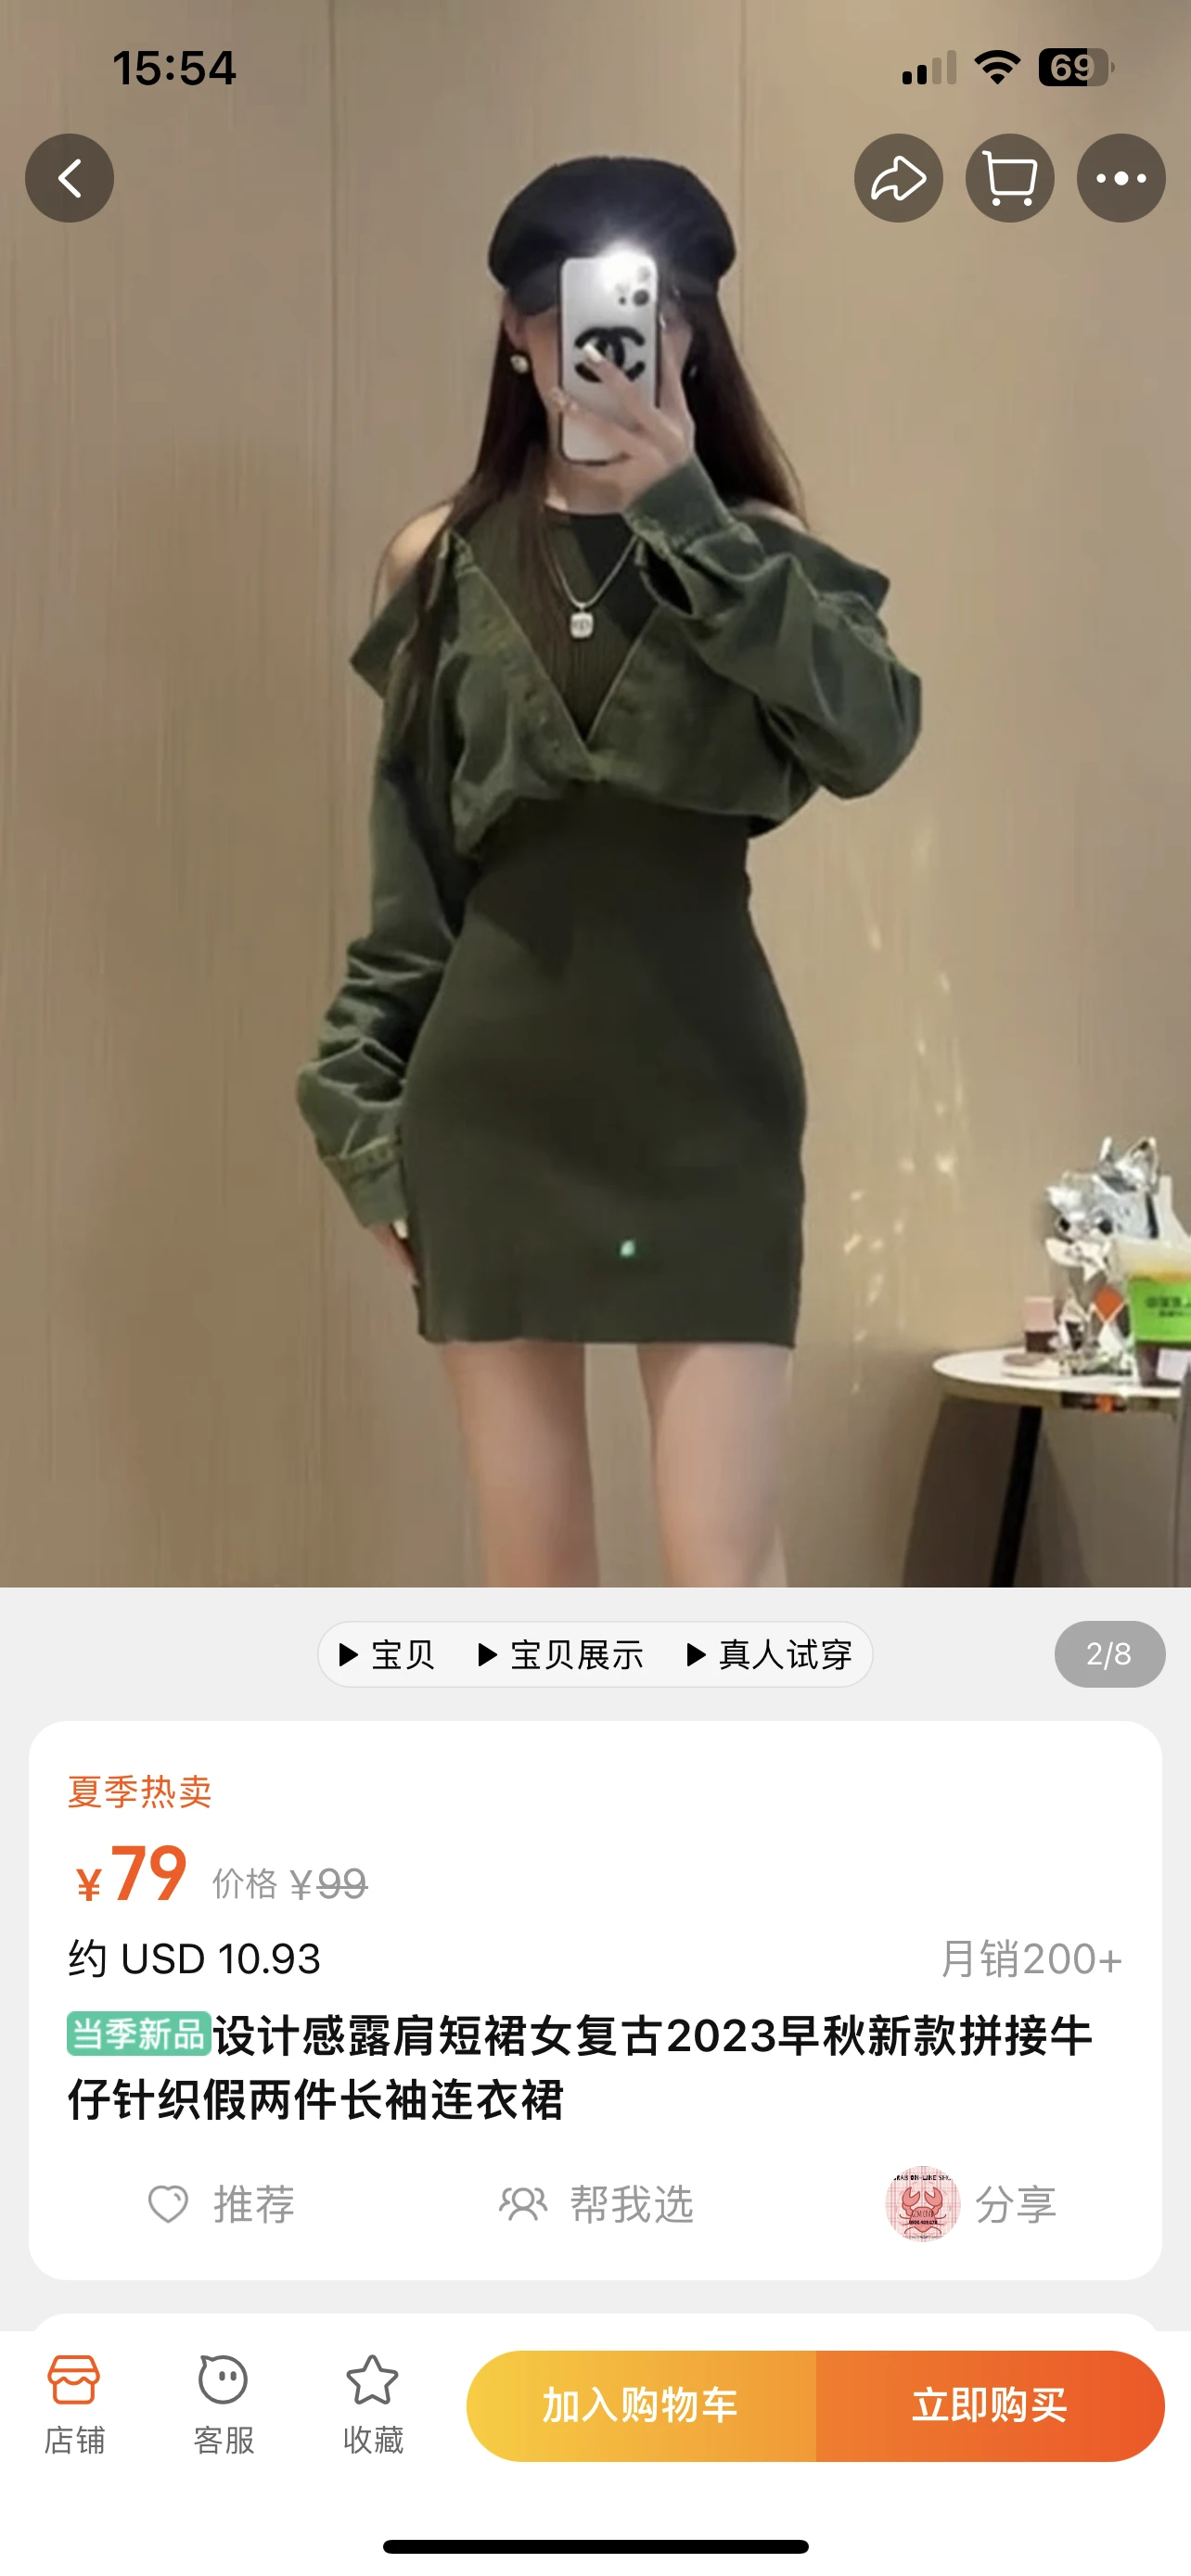 15:54
69
宝贝 宝贝展示 真人试穿
2/8
夏季热卖
¥79 价格 ¥99
约 USD 10.93 月销200+
当季新品 设计感露肩短裙女复古2023早秋新款拼接牛
仔针织假两件长袖连衣裙
推荐 帮我选 分享
店铺 客服 收藏 加入购物车 立即购买